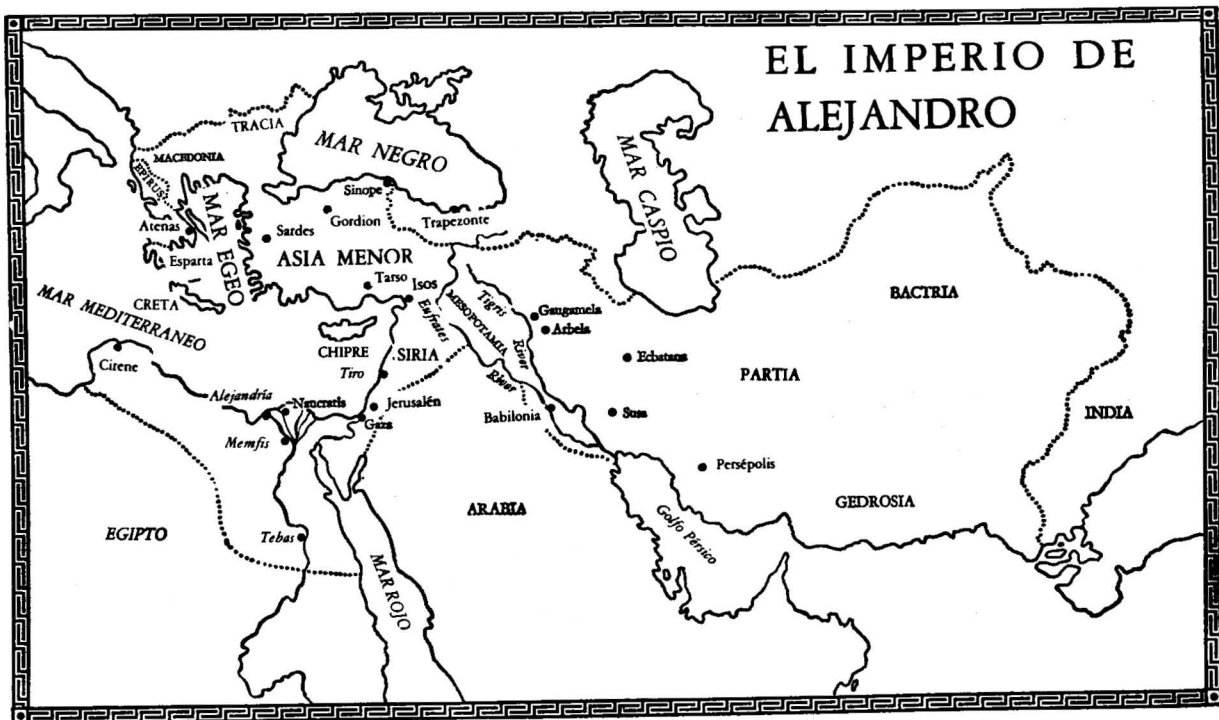 EL IMPERIO DE
ALEJANDRO
TRACIA
MACEDONIA
EPIRUS
MAR NEGRO
MAR CASPIO
Sinope
Trapezonte
Gordion
Sardes
Atenas
MAR EGEO
Esparta
ASIA MENOR
Tarso
Isos
CRETA
MAR MEDITERRANEO
CHIPRE
SIRIA
Eufrates
River
MESOPOTAMIA
Tigris
River
Gaugamela
Arbela
Ecbatana
BACTRIA
PARTIA
INDIA
Cirene
Tiro
Alejandría
Naucratis
Jerusalén
Gaza
Babilonia
Susa
Memfis
Persépolis
GEDROSIA
EGIPTO
Tebas
ARABIA
MAR ROJO
Golfo Pérsico